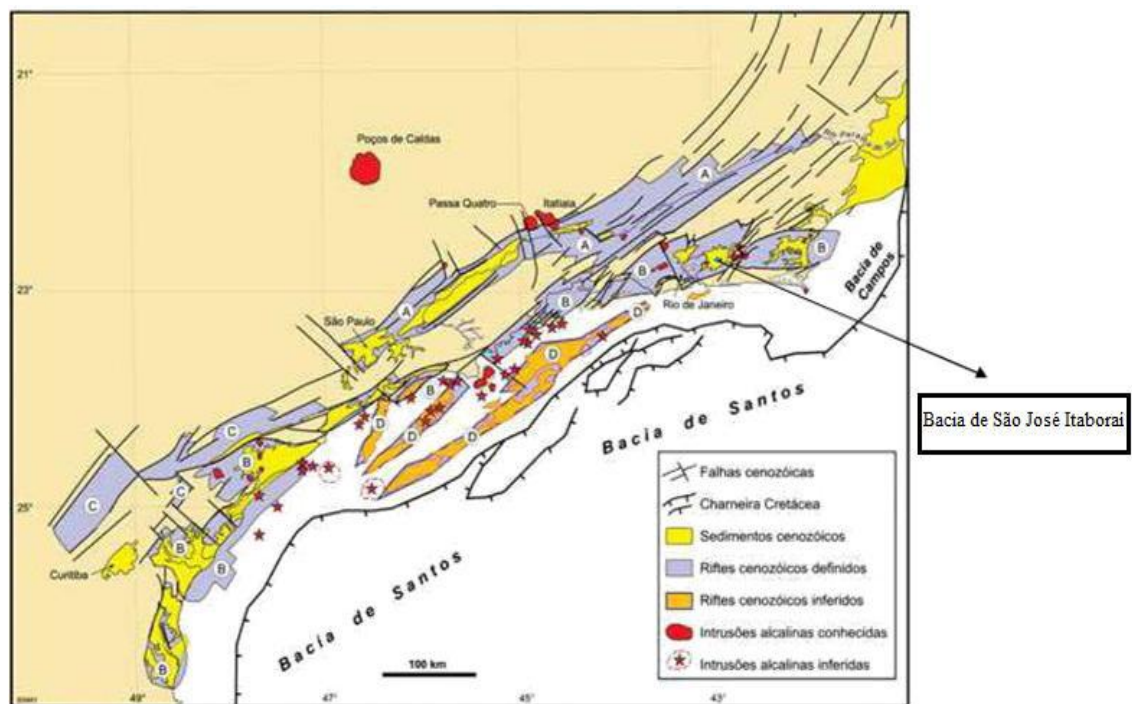 21°
Poços de Caldas
Passa Quatro
Itatiaia
A
A
B
B
B
23°
São Paulo
A
Rio de Janeiro
Bacia de Campos
D
D
B
D
D
D
Bacia de Santos
Bacia de São José Itaboraí
C
B
C
C
25°
B
Curitiba
B
B
Bacia de Santos
Falhas cenozóicas
Charneira Cretácea
Sedimentos cenozóicos
Riftes cenozóicos definidos
Riftes cenozóicos inferidos
Intrusões alcalinas conhecidas
Intrusões alcalinas inferidas
100 km
49°
47°
45°
43°